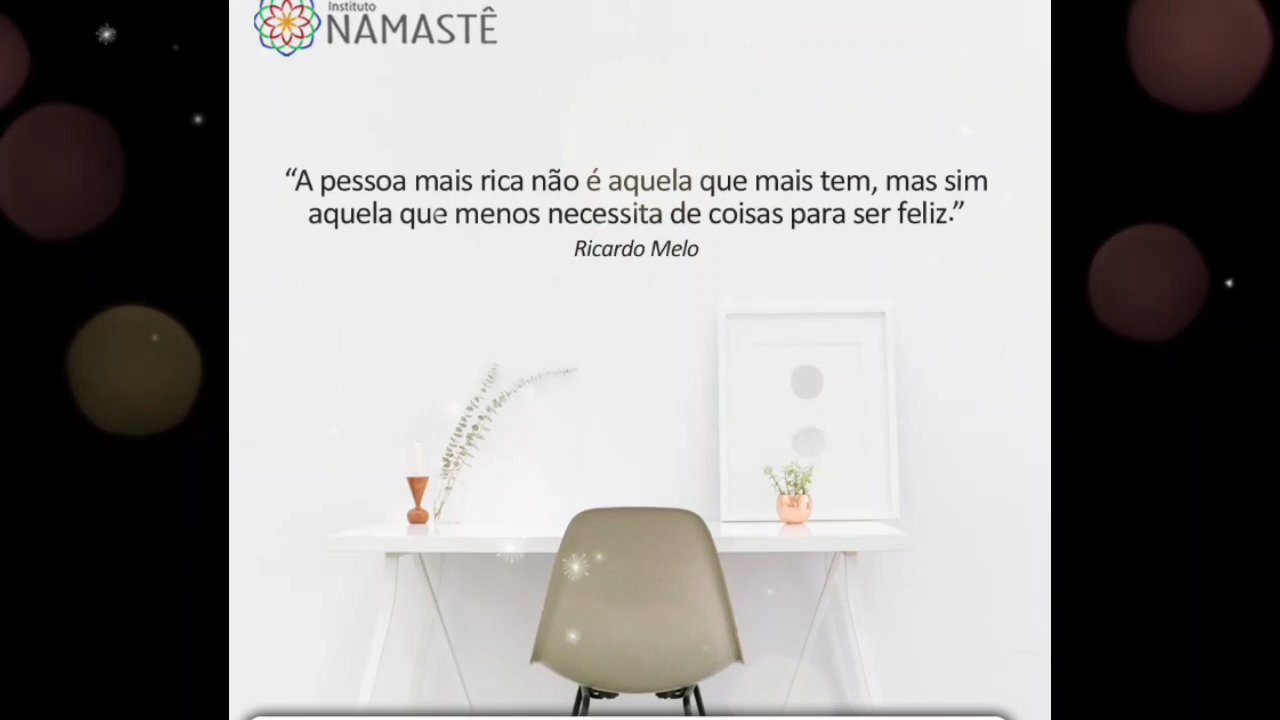 Instituto
NAMASTÊ
“A pessoa mais rica não é aquela que mais tem, mas sim
aquela que menos necessita de coisas para ser feliz.”
Ricardo Melo